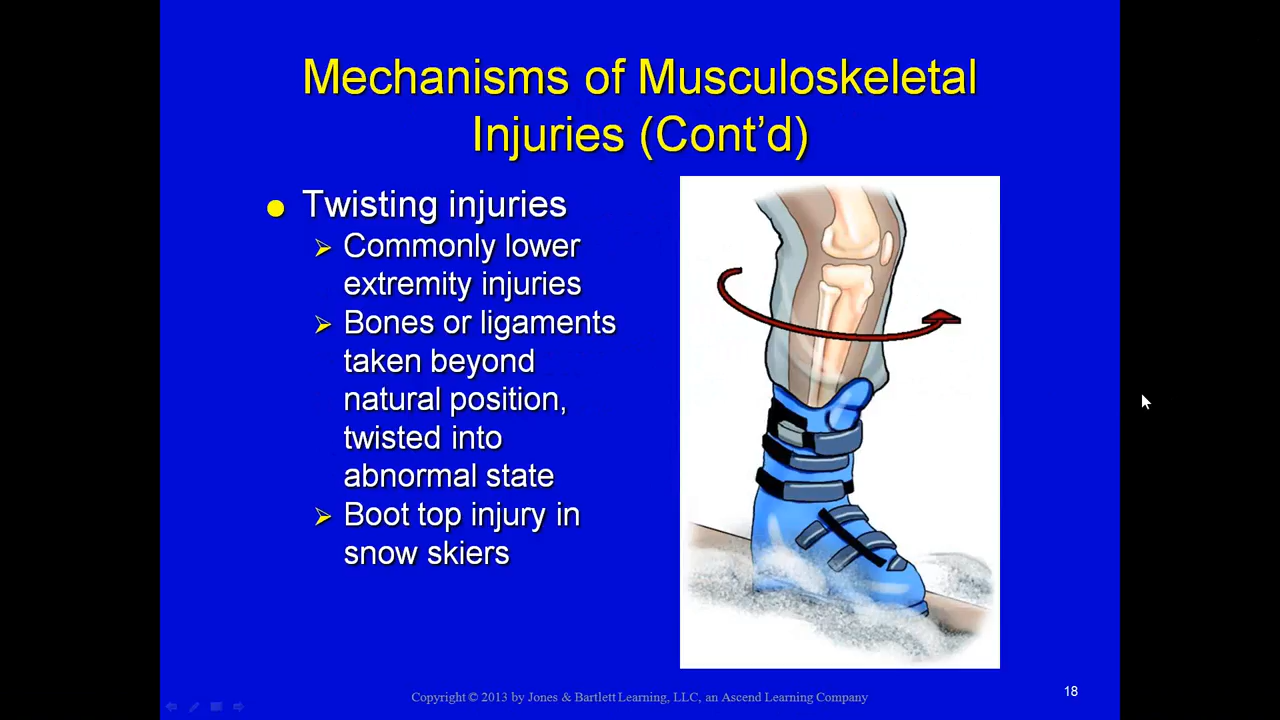 Mechanisms of Musculoskeletal
Injuries (Cont’d)
Twisting injuries
Commonly lower
extremity injuries
Bones or ligaments
taken beyond
natural position,
twisted into
abnormal state
Boot top injury in
snow skiers
Copyright © 2013 by Jones & Bartlett Learning, LLC, an Ascend Learning Company
18